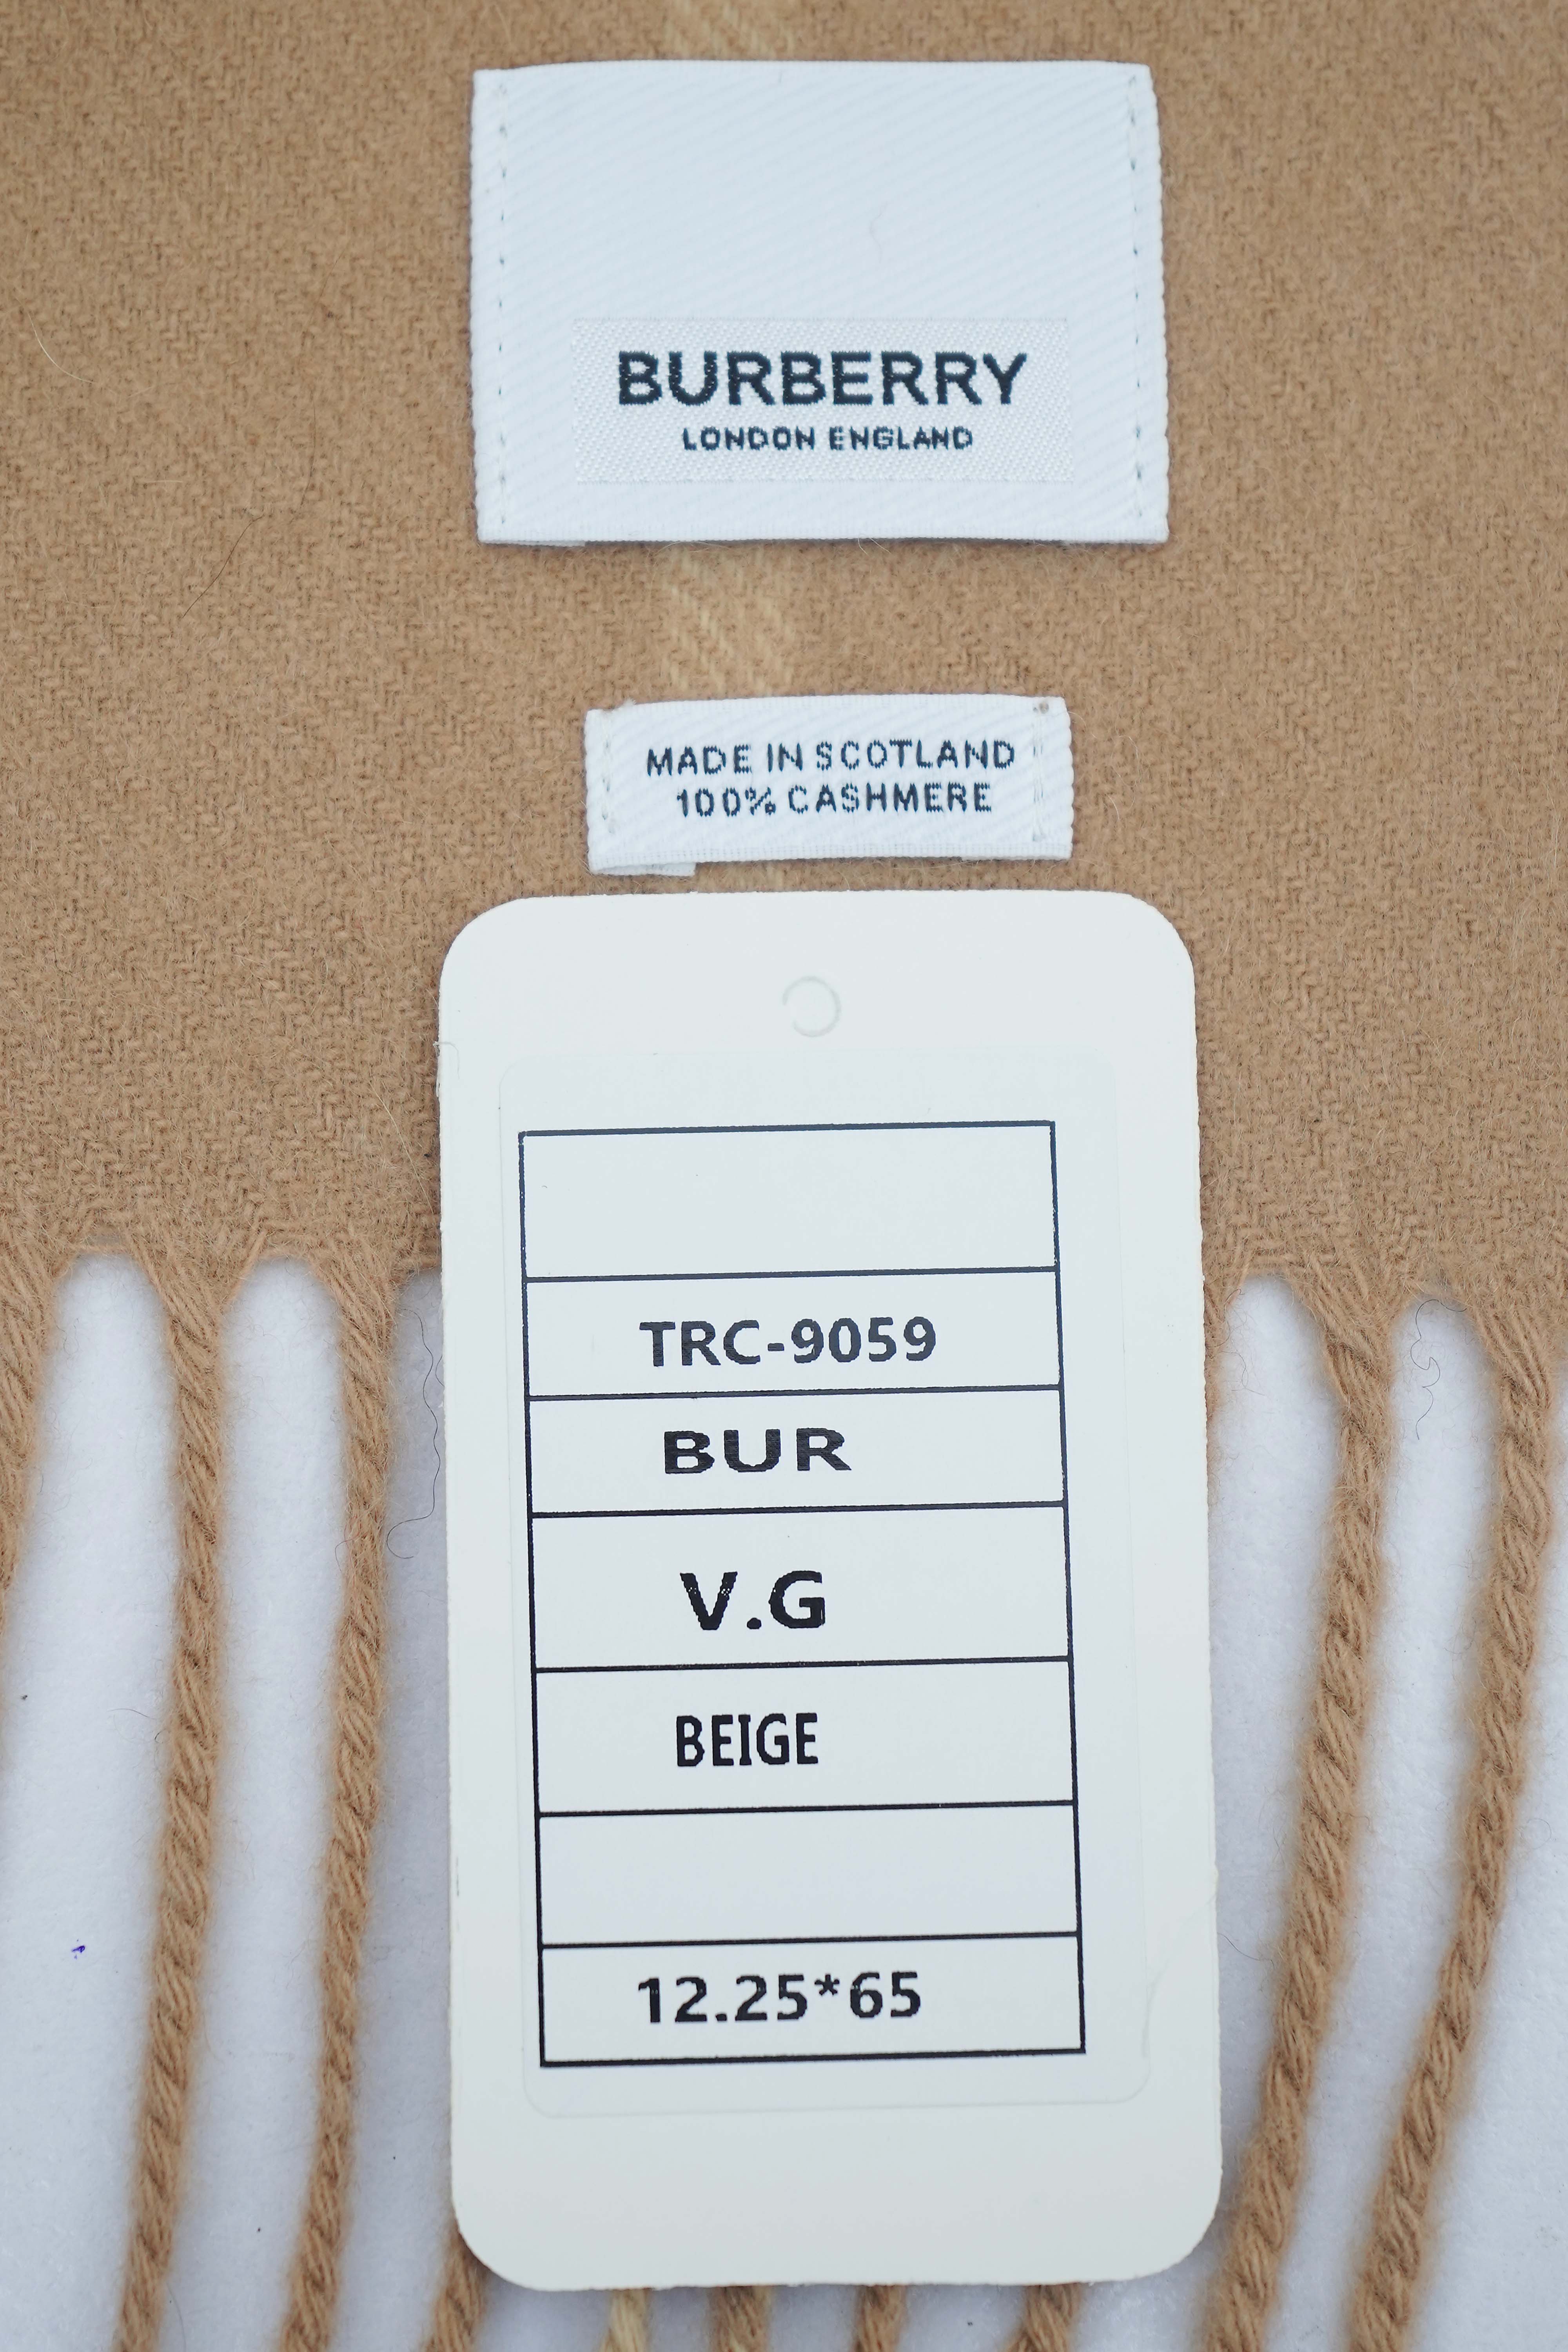 BURBERRY
LONDON ENGLAND
MADE IN SCOTLAND
100% CASHMERE
TRC-9059
BUR
V.G
BEIGE
12.25*65